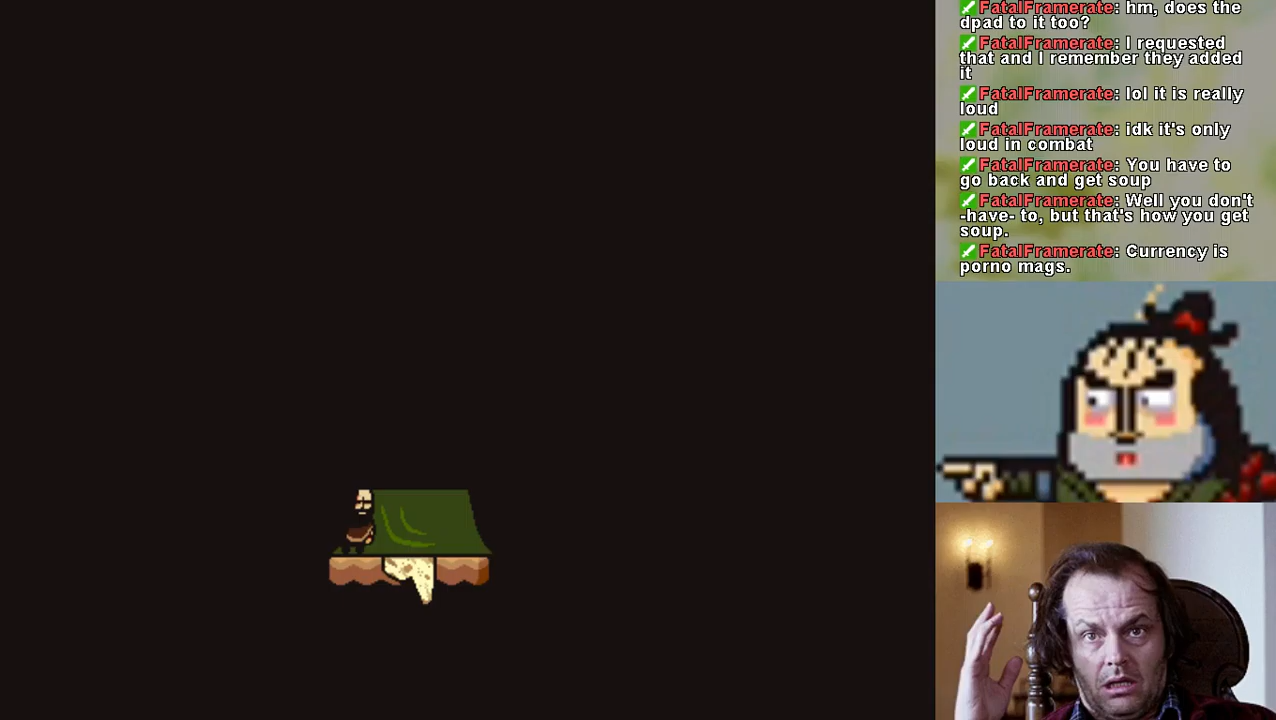 FatalFramerate: hm, does the
dpad to it too?
FatalFramerate: I requested
that and I remember they added
it
FatalFramerate: lol it is really
loud
FatalFramerate: idk it's only
loud in combat
FatalFramerate: You have to
go back and get soup
FatalFramerate: Well you don't
-have- to, but that's how you get
soup.
FatalFramerate: Currency is
porno mags.